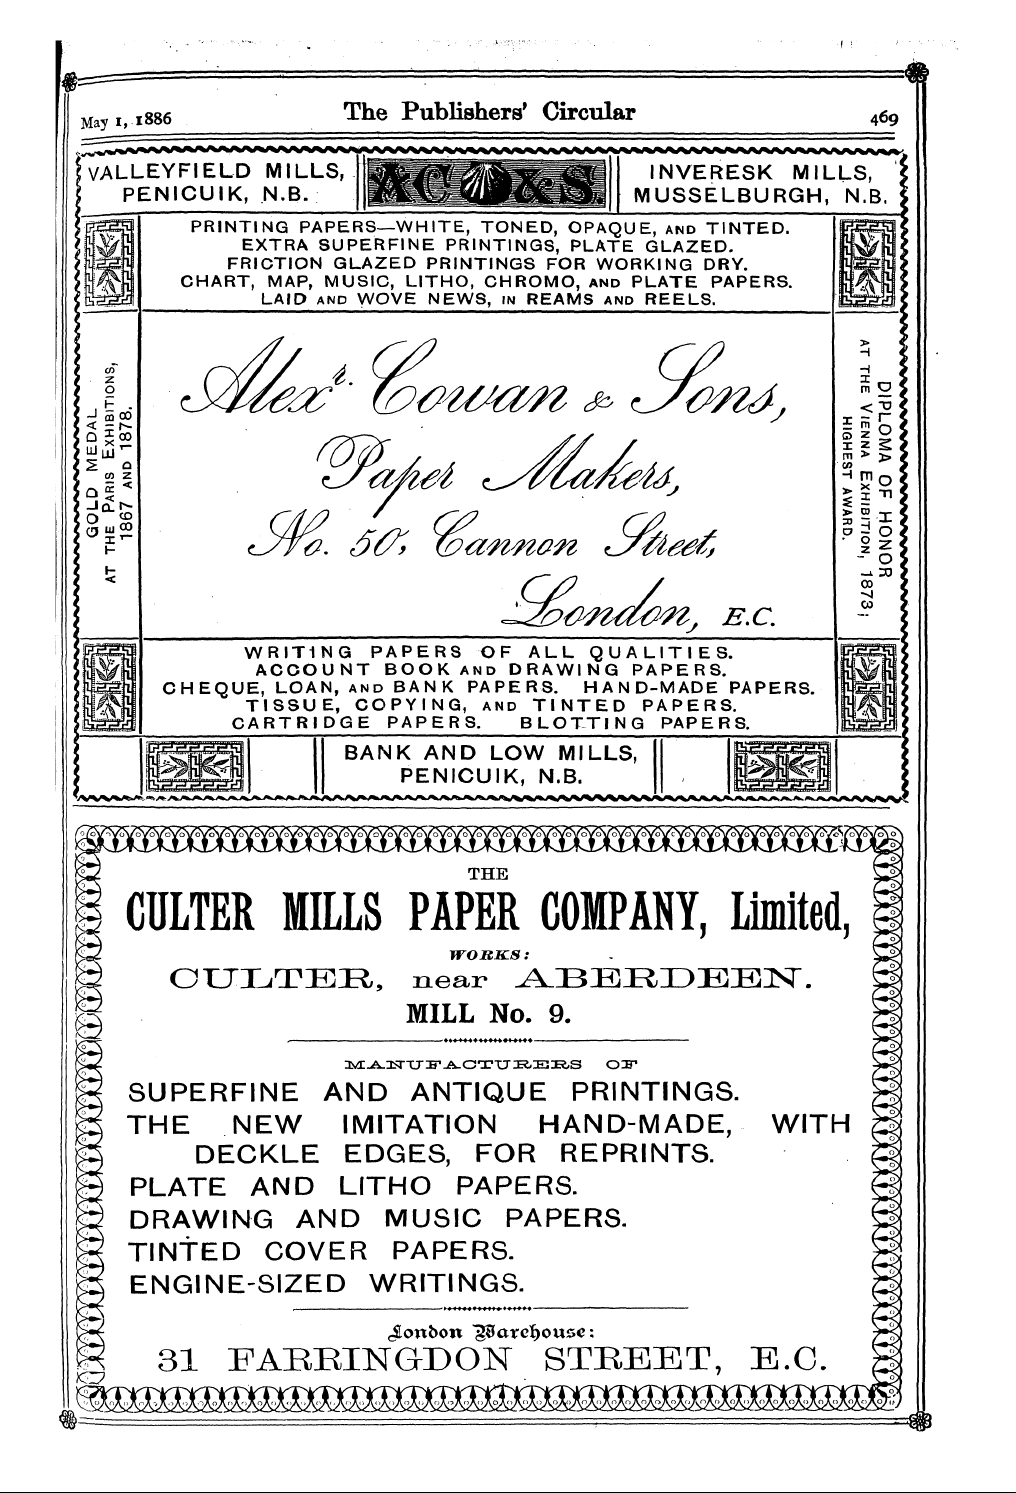 May 1, 1886 The Publishers' Circular 469
VALLEYFIELD MILLS,
PENICUIK, N.B.
AC & S.
INVERESK MILLS,
MUSSELBURGH, N.B.
PRINTING PAPERS—WHITE, TONED, OPAQUE, AND TINTED.
EXTRA SUPERFINE PRINTINGS, PLATE GLAZED.
FRICTION GLAZED PRINTINGS FOR WORKING DRY.
CHART, MAP, MUSIC, LITHO, CHROMO, AND PLATE PAPERS.
LAID AND WOVE NEWS, IN REAMS AND REELS.
GOLD MEDAL
AT THE PARIS EXHIBITIONS,
1867 AND 1878.
Alexr. Cowan & Sons,
Paper Makers,
No. 50, Cannon Street,
London, E.C.
DIPLOMA OF HONOR
AT THE VIENNA EXHIBITION, 1873;
HIGHEST AWARD.
WRITING PAPERS OF ALL QUALITIES.
ACCOUNT BOOK AND DRAWING PAPERS.
CHEQUE, LOAN, AND BANK PAPERS. HAND-MADE PAPERS.
TISSUE, COPYING, AND TINTED PAPERS.
CARTRIDGE PAPERS. BLOTTING PAPERS.
BANK AND LOW MILLS,
PENICUIK, N.B.
THE
CULTER MILLS PAPER COMPANY, Limited,
WORKS:
CULTER, near ABERDEEN.
MILL No. 9.
MANUFACTURERS OF
SUPERFINE AND ANTIQUE PRINTINGS.
THE NEW IMITATION HAND-MADE, WITH
DECKLE EDGES, FOR REPRINTS.
PLATE AND LITHO PAPERS.
DRAWING AND MUSIC PAPERS.
TINTED COVER PAPERS.
ENGINE-SIZED WRITINGS.
London Warehouse:
31 FARRINGDON STREET, E.C.